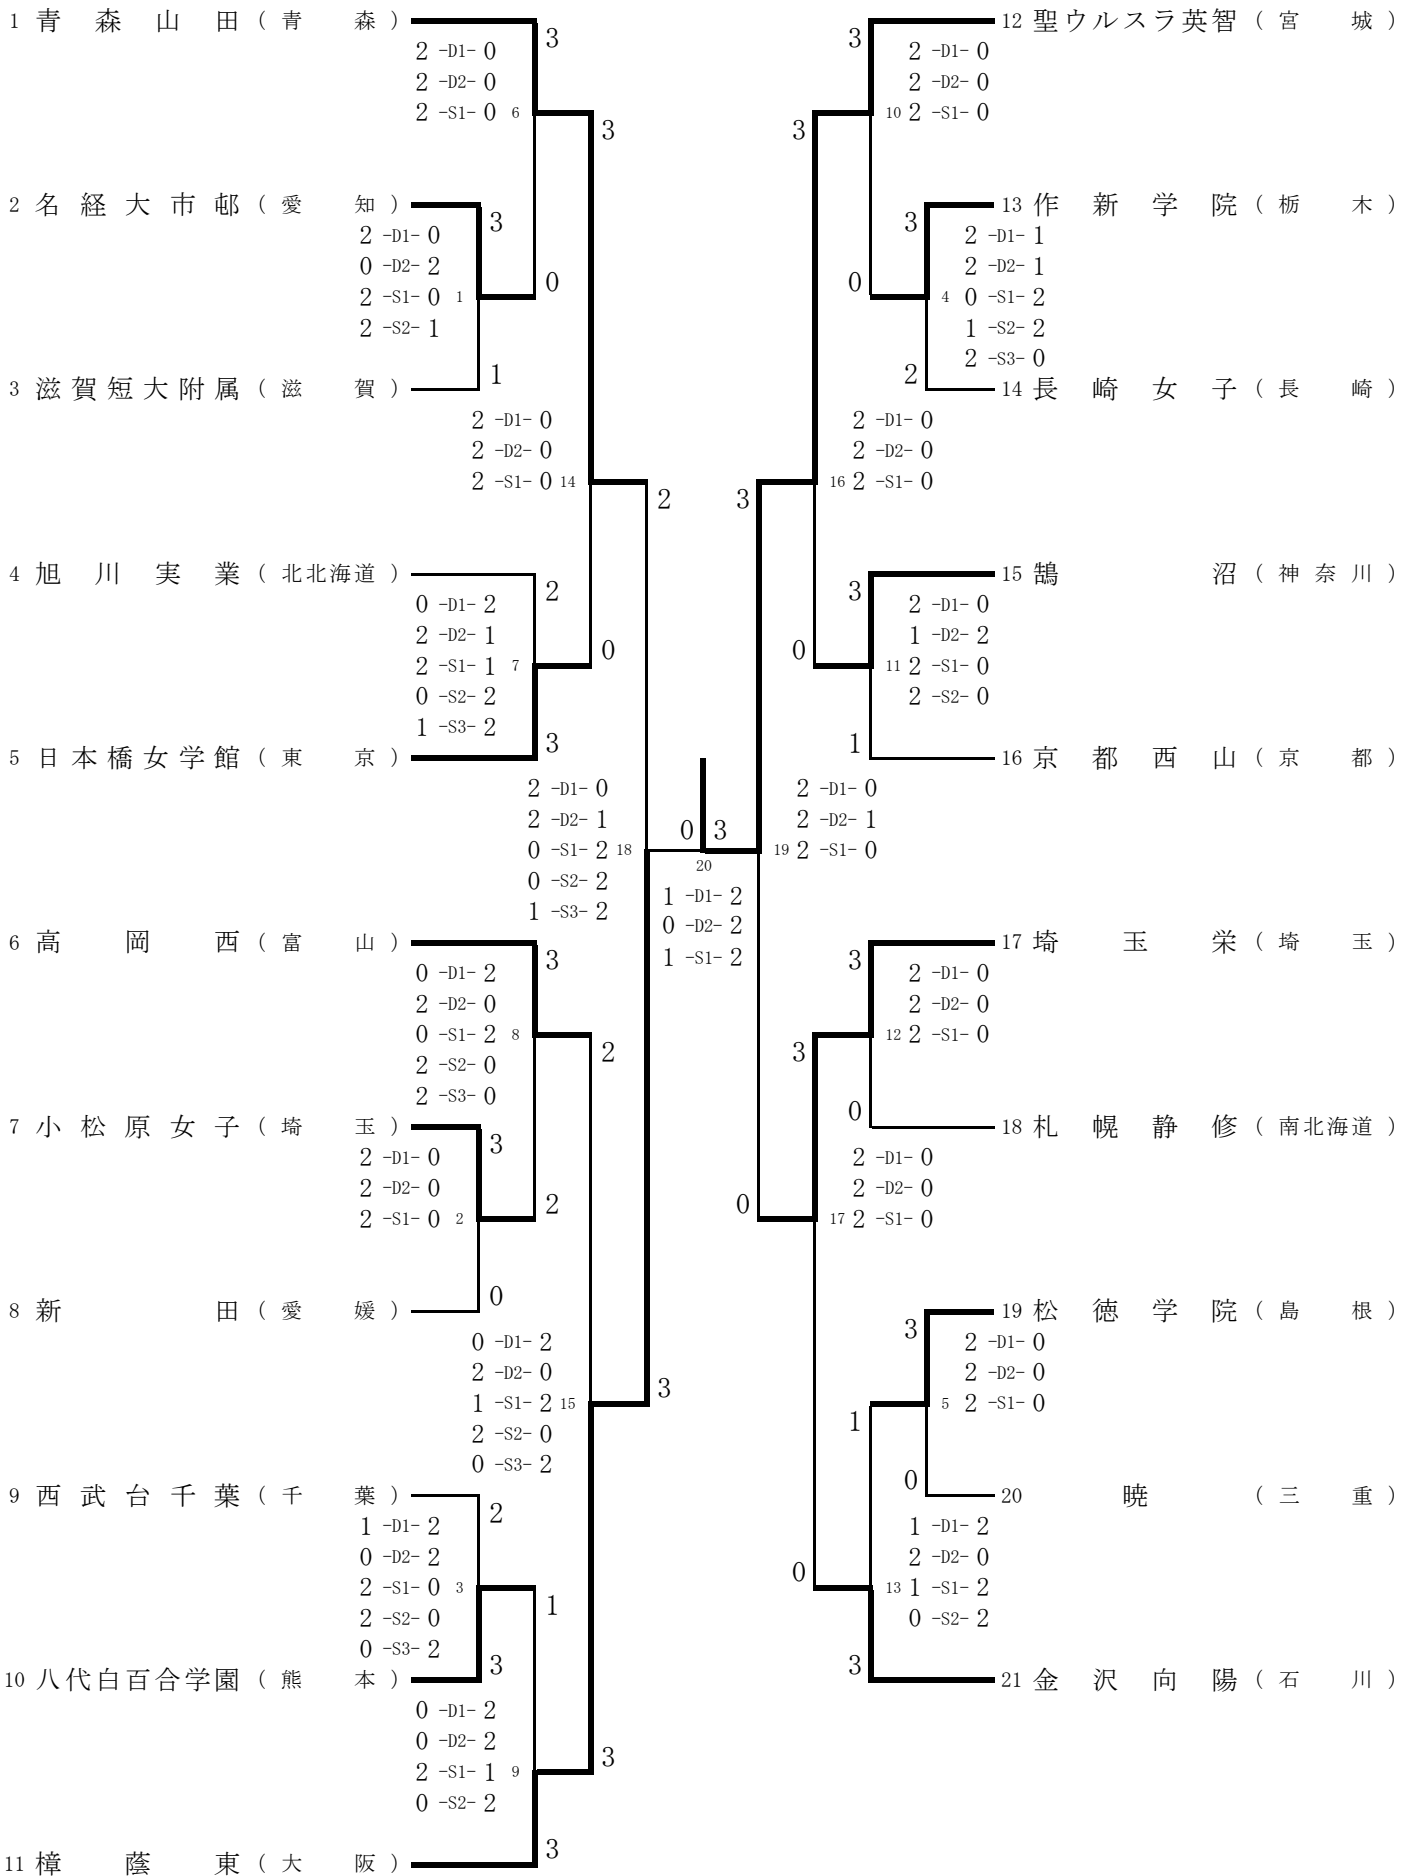 1 青森山田 (青森)
3
2 -D1- 0
2 -D2- 0
2 -S1- 0 6
3
2 名経大市邨 (愛知)
3
2 -D1- 0
0 -D2- 2
2 -S1- 0 1
2 -S2- 1
0
1
3 滋賀短大附属 (滋賀)
2 -D1- 0
2 -D2- 0
2 -S1- 0 14
2
4 旭川実業 (北北海道)
2
0 -D1- 2
2 -D2- 1
2 -S1- 1 7
0 -S2- 2
1 -S3- 2
0
3
5 日本橋女学館 (東京)
2 -D1- 0
2 -D2- 1
0 -S1- 2 18
0 -S2- 2
1 -S3- 2
0 3
20
1 -D1- 2
0 -D2- 2
1 -S1- 2
6 高岡西 (富山)
3
0 -D1- 2
2 -D2- 0
0 -S1- 2 8
2 -S2- 0
2 -S3- 0
2
7 小松原女子 (埼玉)
3
2 -D1- 0
2 -D2- 0
2 -S1- 0 2
2
0
8 新田 (愛媛)
0 -D1- 2
2 -D2- 0
1 -S1- 2 15
2 -S2- 0
0 -S3- 2
3
9 西武台千葉 (千葉)
2
1 -D1- 2
0 -D2- 2
2 -S1- 0 3
2 -S2- 0
0 -S3- 2
1
3
10 八代白百合学園 (熊本)
0 -D1- 2
0 -D2- 2
2 -S1- 1 9
0 -S2- 2
3
3
11 樟蔭東 (大阪)
12 聖ウルスラ英智 (宮城)
3
2 -D1- 0
2 -D2- 0
10 2 -S1- 0
3
13 作新学院 (栃木)
3
2 -D1- 1
2 -D2- 1
4 0 -S1- 2
1 -S2- 2
2 -S3- 0
0
2
14 長崎女子 (長崎)
2 -D1- 0
2 -D2- 0
16 2 -S1- 0
3
15 鵠沼 (神奈川)
3
2 -D1- 0
1 -D2- 2
11 2 -S1- 0
2 -S2- 0
0
1
16 京都西山 (京都)
2 -D1- 0
2 -D2- 1
19 2 -S1- 0
17 埼玉栄 (埼玉)
3
2 -D1- 0
2 -D2- 0
12 2 -S1- 0
3
0
18 札幌静修 (南北海道)
2 -D1- 0
2 -D2- 0
17 2 -S1- 0
0
19 松徳学院 (島根)
3
2 -D1- 0
2 -D2- 0
5 2 -S1- 0
1
0
20 暁 (三重)
1 -D1- 2
2 -D2- 0
13 1 -S1- 2
0 -S2- 2
0
3
21 金沢向陽 (石川)